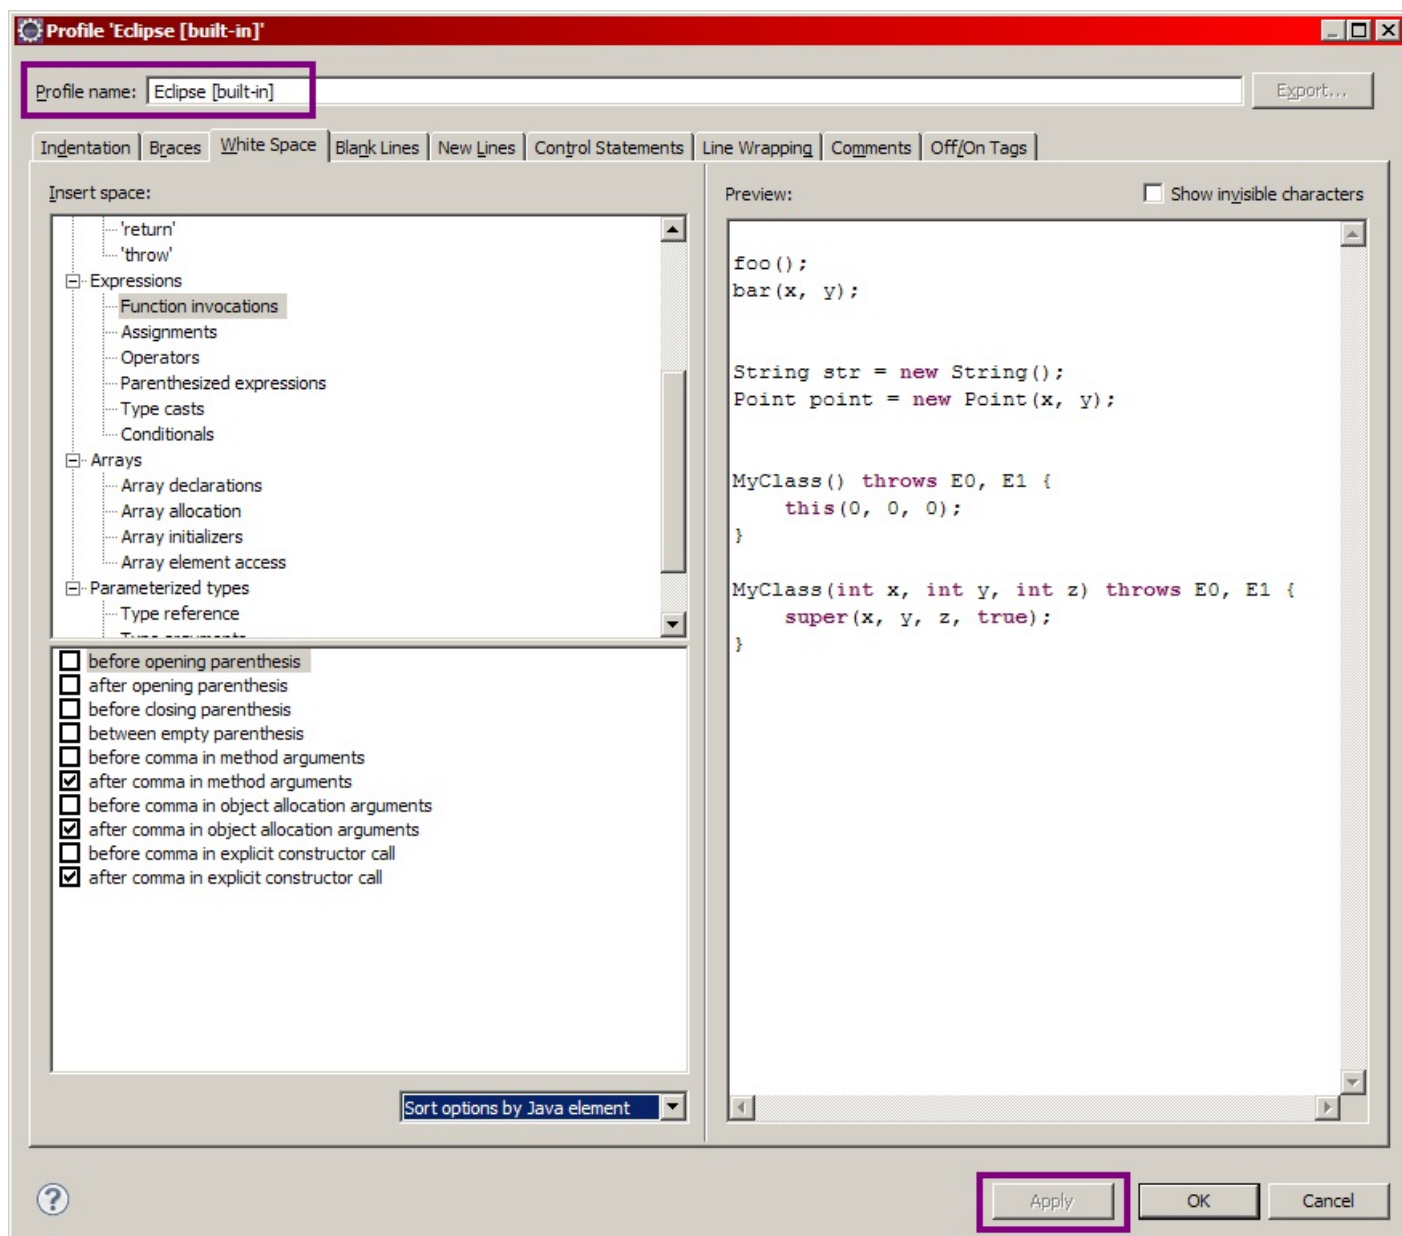 Profile 'Eclipse [built-in]'
Profile name: Eclipse [built-in] Export...
Indentation Braces White Space Blank Lines New Lines Control Statements Line Wrapping Comments Off/On Tags
Insert space:
'return'
'throw'
Expressions
Function invocations
Assignments
Operators
Parenthesized expressions
Type casts
Conditionals
Arrays
Array declarations
Array allocation
Array initializers
Array element access
Parameterized types
Type reference
before opening parenthesis
after opening parenthesis
before closing parenthesis
between empty parenthesis
before comma in method arguments
after comma in method arguments
before comma in object allocation arguments
after comma in object allocation arguments
before comma in explicit constructor call
after comma in explicit constructor call
Sort options by Java element
Preview: Show invisible characters
foo();
bar(x, y);
String str = new String();
Point point = new Point(x, y);
MyClass() throws E0, E1 {
this(0, 0, 0);
}
MyClass(int x, int y, int z) throws E0, E1 {
super(x, y, z, true);
}
? Apply OK Cancel